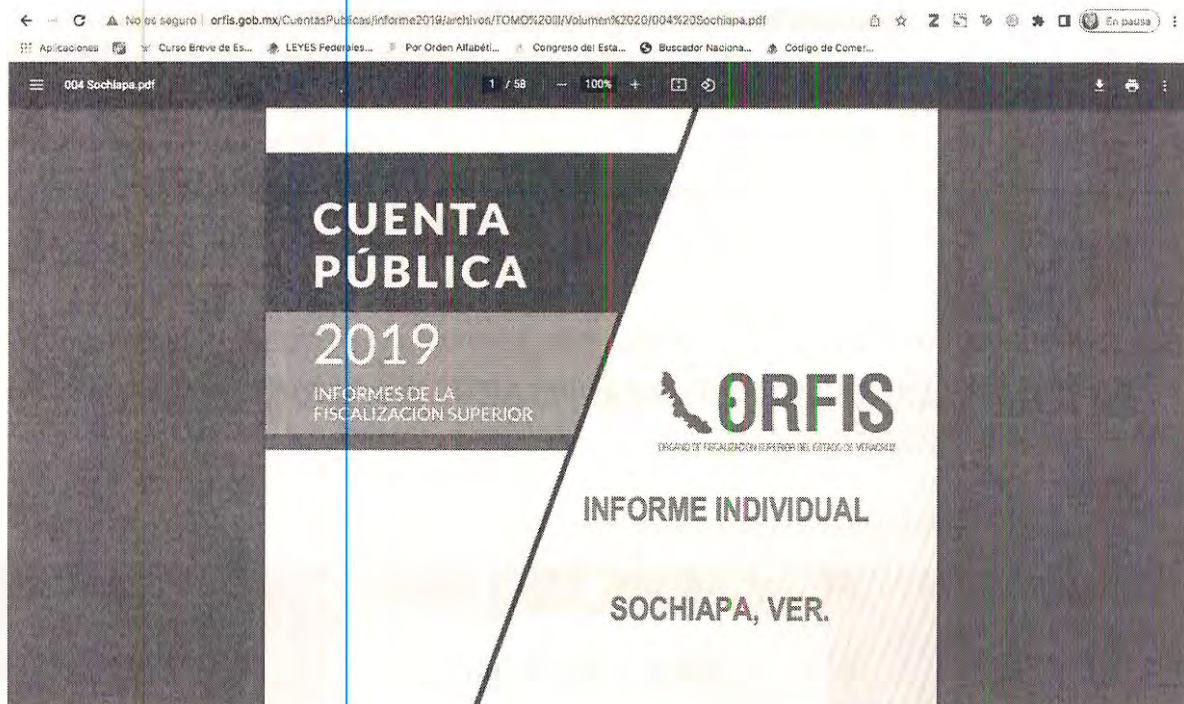 No es seguro | orfis.gob.mx/CuentasPublicas/informe2019/archivos/TOMO%20III/Volumen%2020/004%20Sochiapa.pdf
En pausa
Aplicaciones Curso Breve de Es... LEYES Federales... Por Orden Alfabéti... Congreso del Esta... Buscador Naciona... Código de Comer...
004 Sochiapa.pdf 1 / 58 — 100% +
CUENTA
PÚBLICA
2019
INFORMES DE LA
FISCALIZACIÓN SUPERIOR
ORFIS
ÓRGANO DE FISCALIZACIÓN SUPERIOR DEL ESTADO DE VERACRUZ
INFORME INDIVIDUAL
SOCHIAPA, VER.